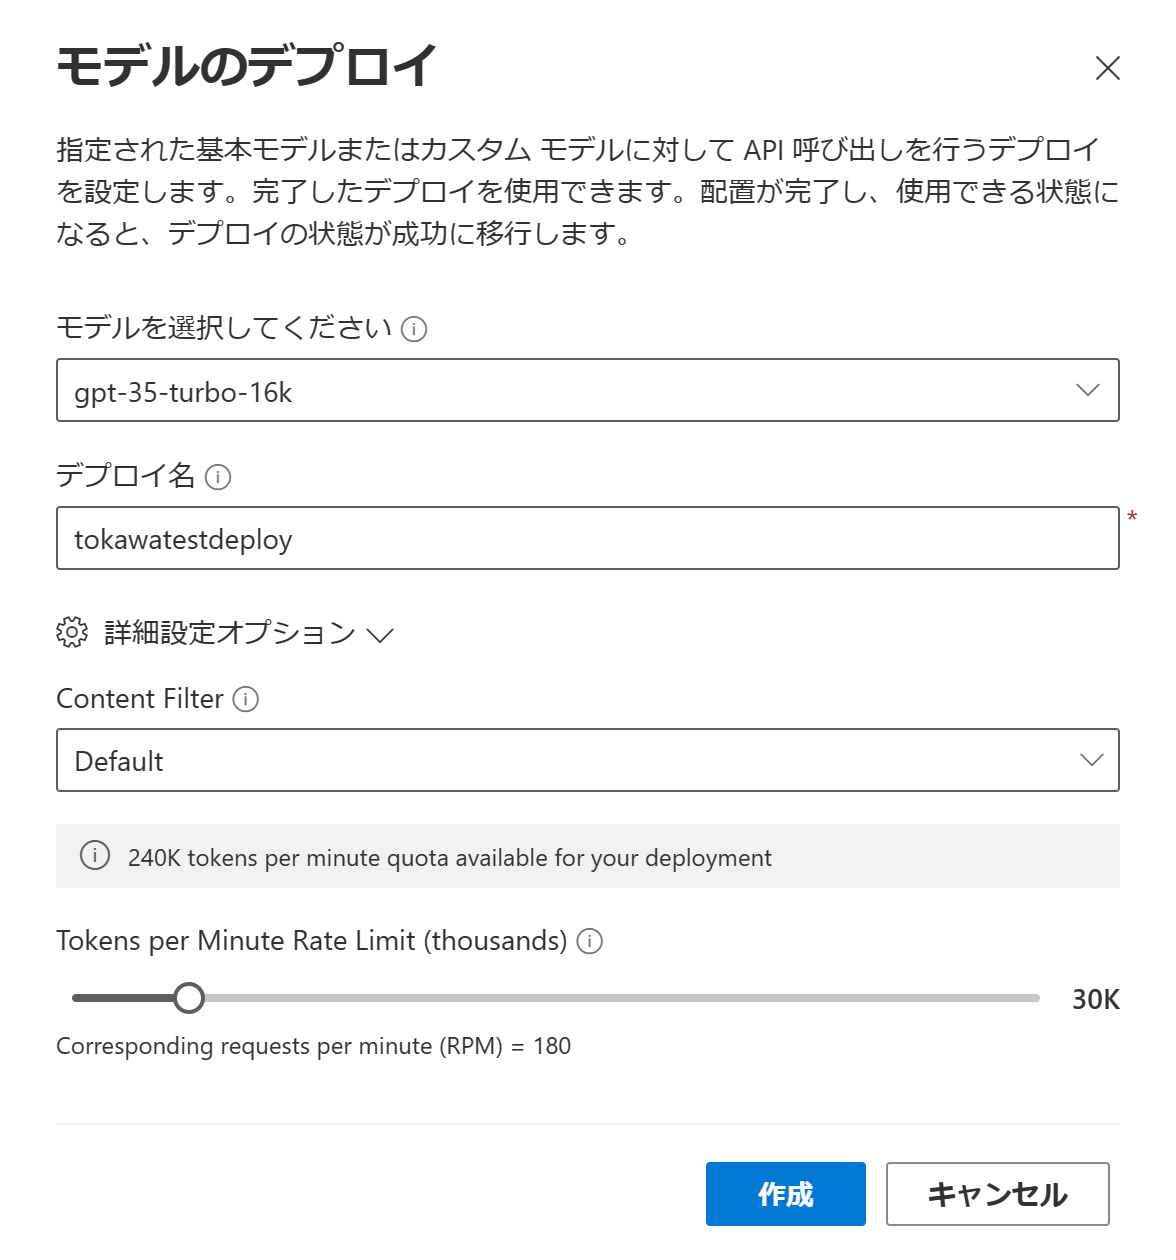 モデルのデプロイ
指定された基本モデルまたはカスタム モデルに対して API 呼び出しを行うデプロイ
を設定します。完了したデプロイを使用できます。配置が完了し、使用できる状態に
なると、デプロイの状態が成功に移行します。
モデルを選択してください
gpt-35-turbo-16k
デプロイ名
tokawatestdeploy
*
詳細設定オプション
Content Filter
Default
240K tokens per minute quota available for your deployment
Tokens per Minute Rate Limit (thousands)
30K
Corresponding requests per minute (RPM) = 180
作成
キャンセル